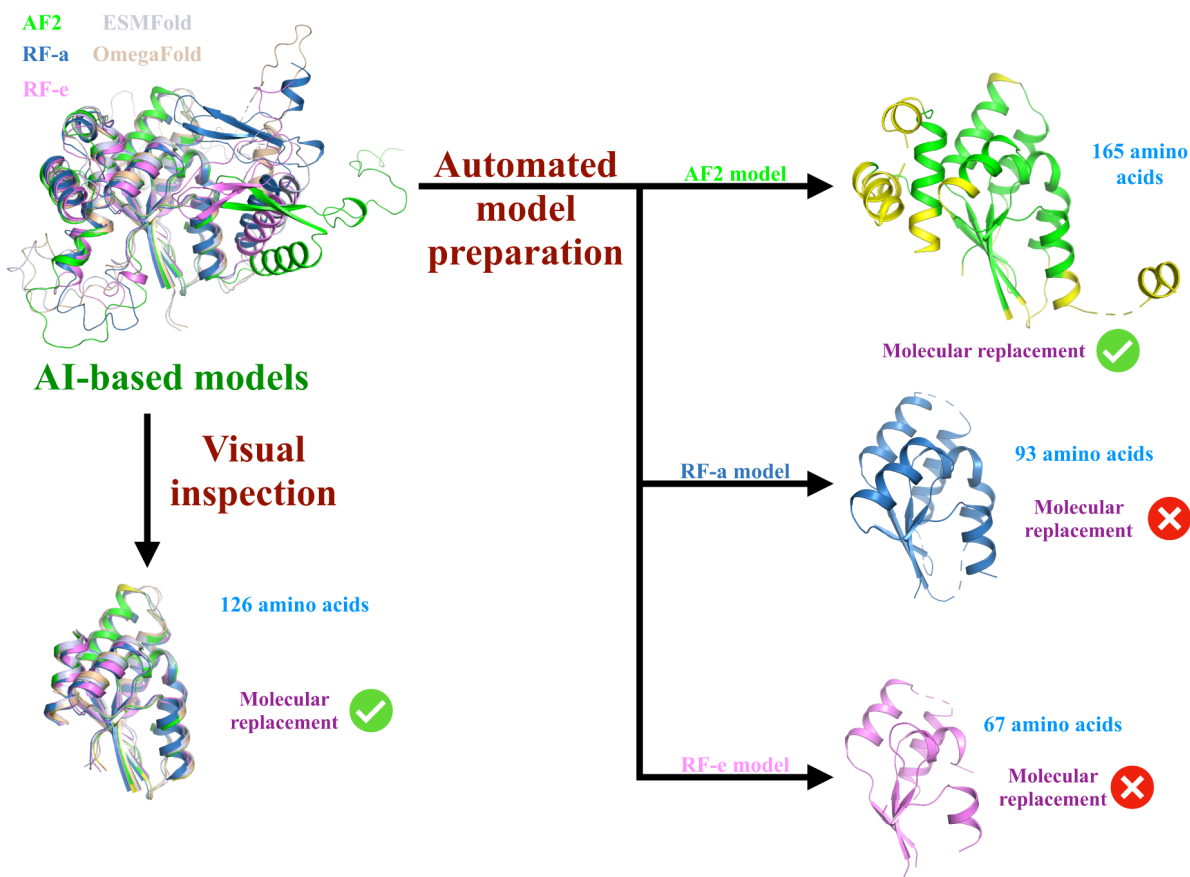 AF2 ESMFold
RF-a OmegaFold
RF-e
AI-based models
Visual
inspection
126 amino acids
Molecular
replacement
Automated
model
preparation
AF2 model
165 amino
acids
Molecular replacement
RF-a model
93 amino acids
Molecular
replacement
RF-e model
67 amino acids
Molecular
replacement